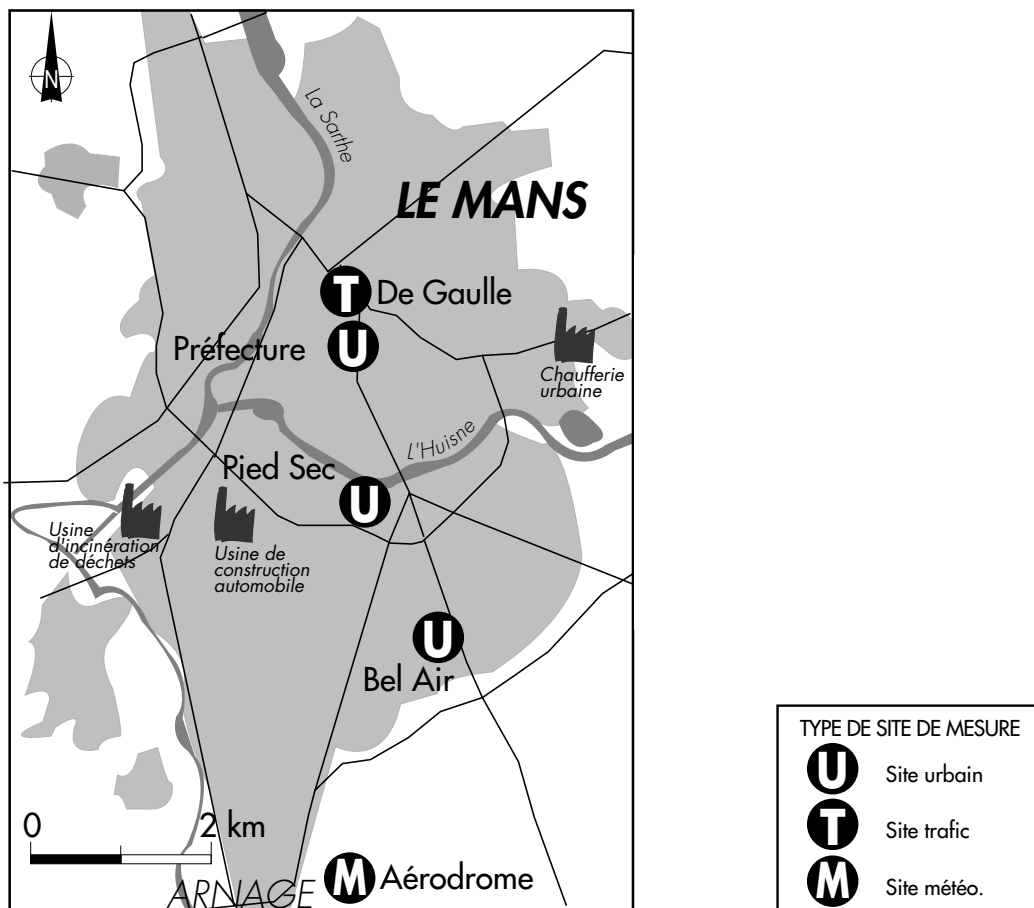 N
La Sarthe
LE MANS
T De Gaulle
Préfecture U
Chaufferie
urbaine
L'Huisne
Pied Sec
U
Usine
d'incinération
de déchets
Usine de
construction
automobile
U
Bel Air
0 2 km
ARNAGE
M Aérodrome
TYPE DE SITE DE MESURE
U Site urbain
T Site trafic
M Site météo.